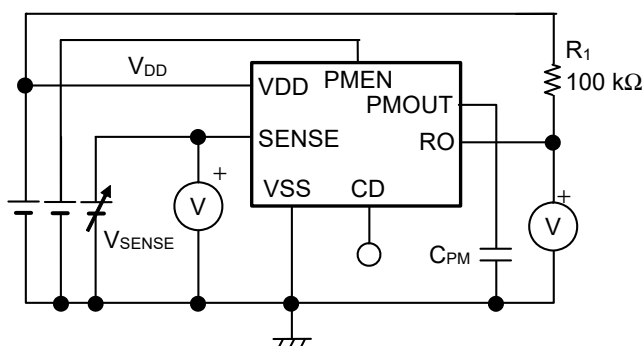 R1
100 kΩ
VDD
VDD
PMEN
PMOUT
SENSE
RO
VSS
CD
+
V
VSENSE
CPM
+
V